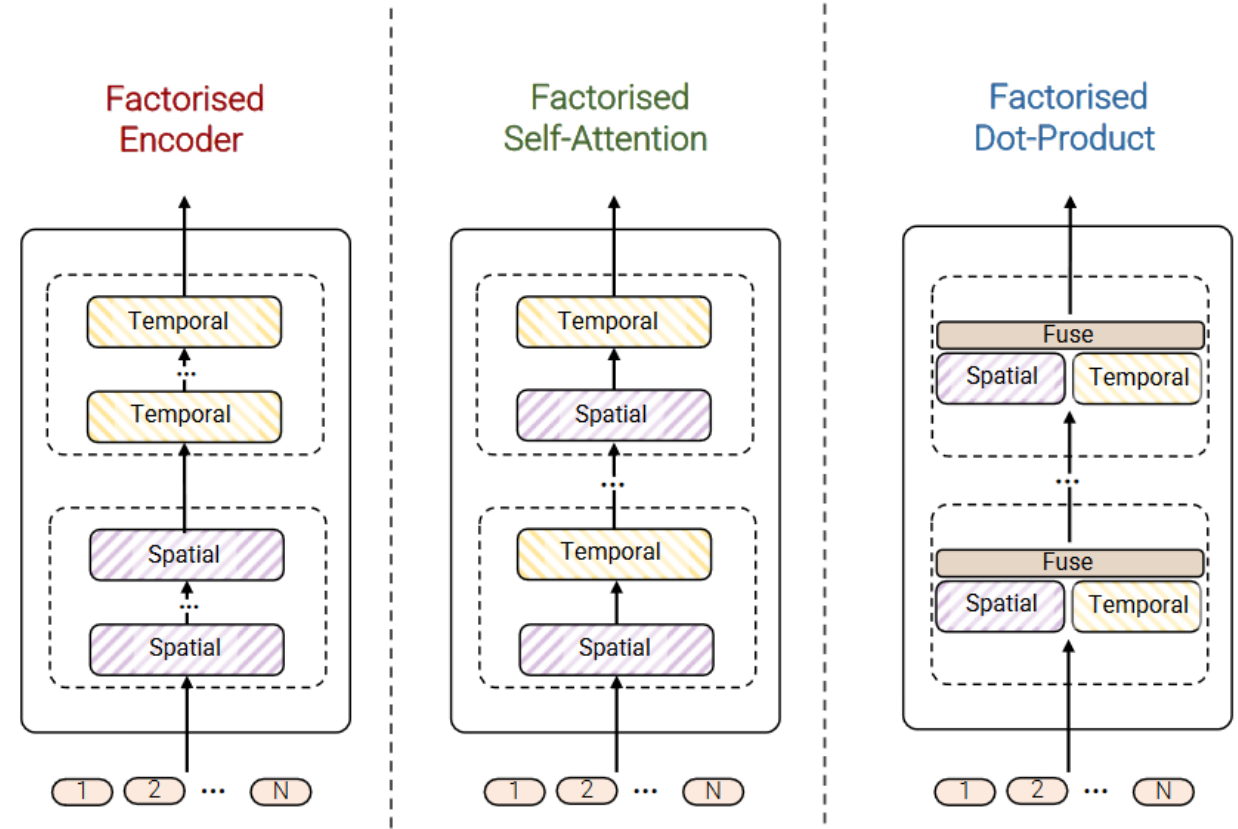 Factorised
Encoder
Temporal
...
Temporal
Spatial
...
Spatial
1 2 ... N
Factorised
Self-Attention
Temporal
Spatial
...
Temporal
Spatial
1 2 ... N
Factorised
Dot-Product
Fuse
Spatial Temporal
...
Fuse
Spatial Temporal
1 2 ... N